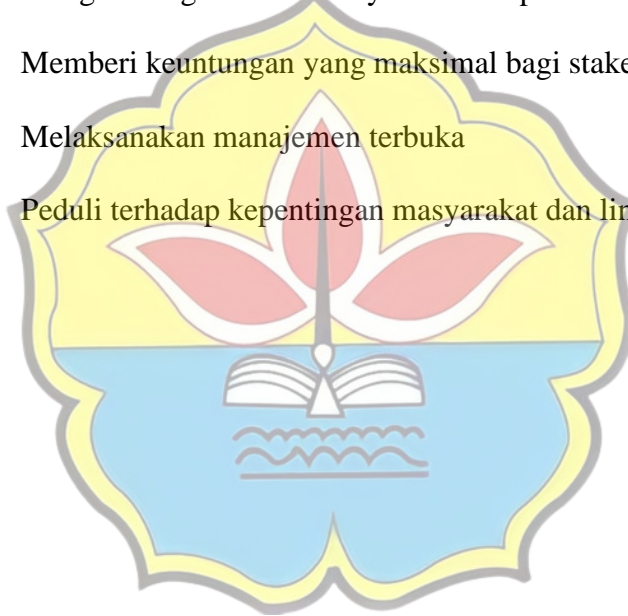 Memberi keuntungan yang maksimal bagi stake
Melaksanakan manajemen terbuka
Peduli terhadap kepentingan masyarakat dan lin